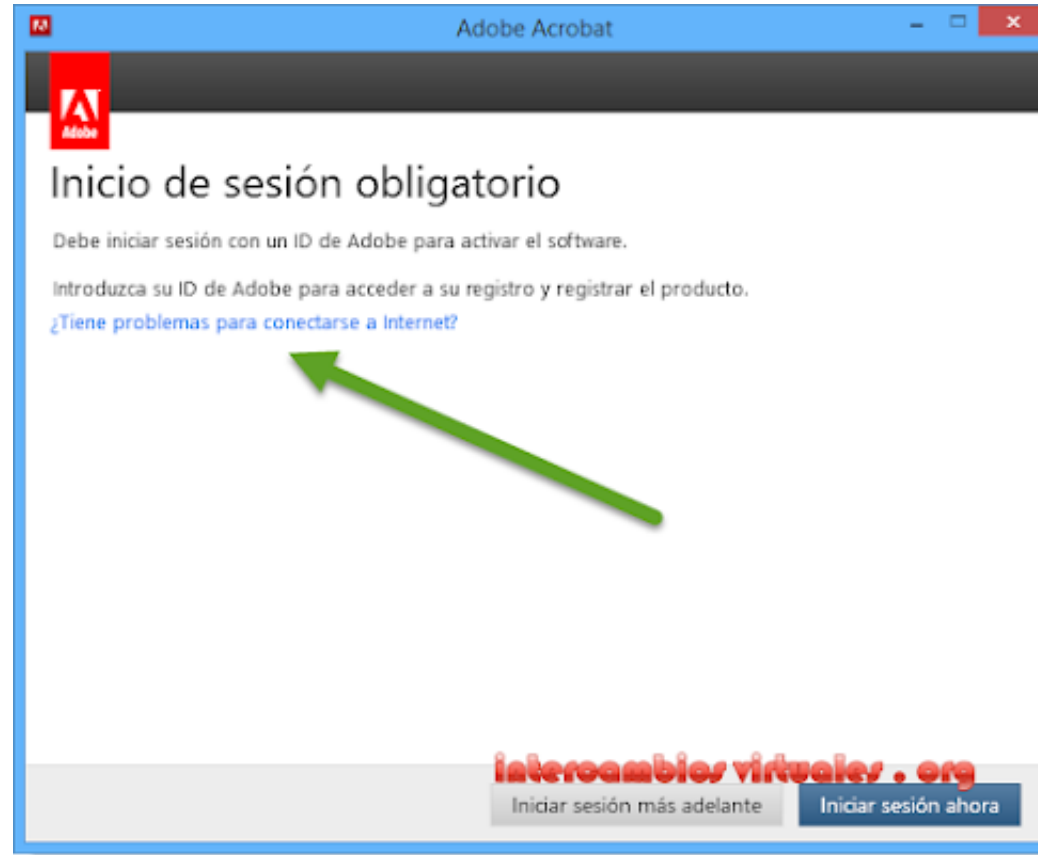 Adobe Acrobat
Adobe
Inicio de sesión obligatorio
Debe iniciar sesión con un ID de Adobe para activar el software.
Introduzca su ID de Adobe para acceder a su registro y registrar el producto.
¿Tiene problemas para conectarse a Internet?
intercambios virtuales . org
Iniciar sesión más adelante
Iniciar sesión ahora